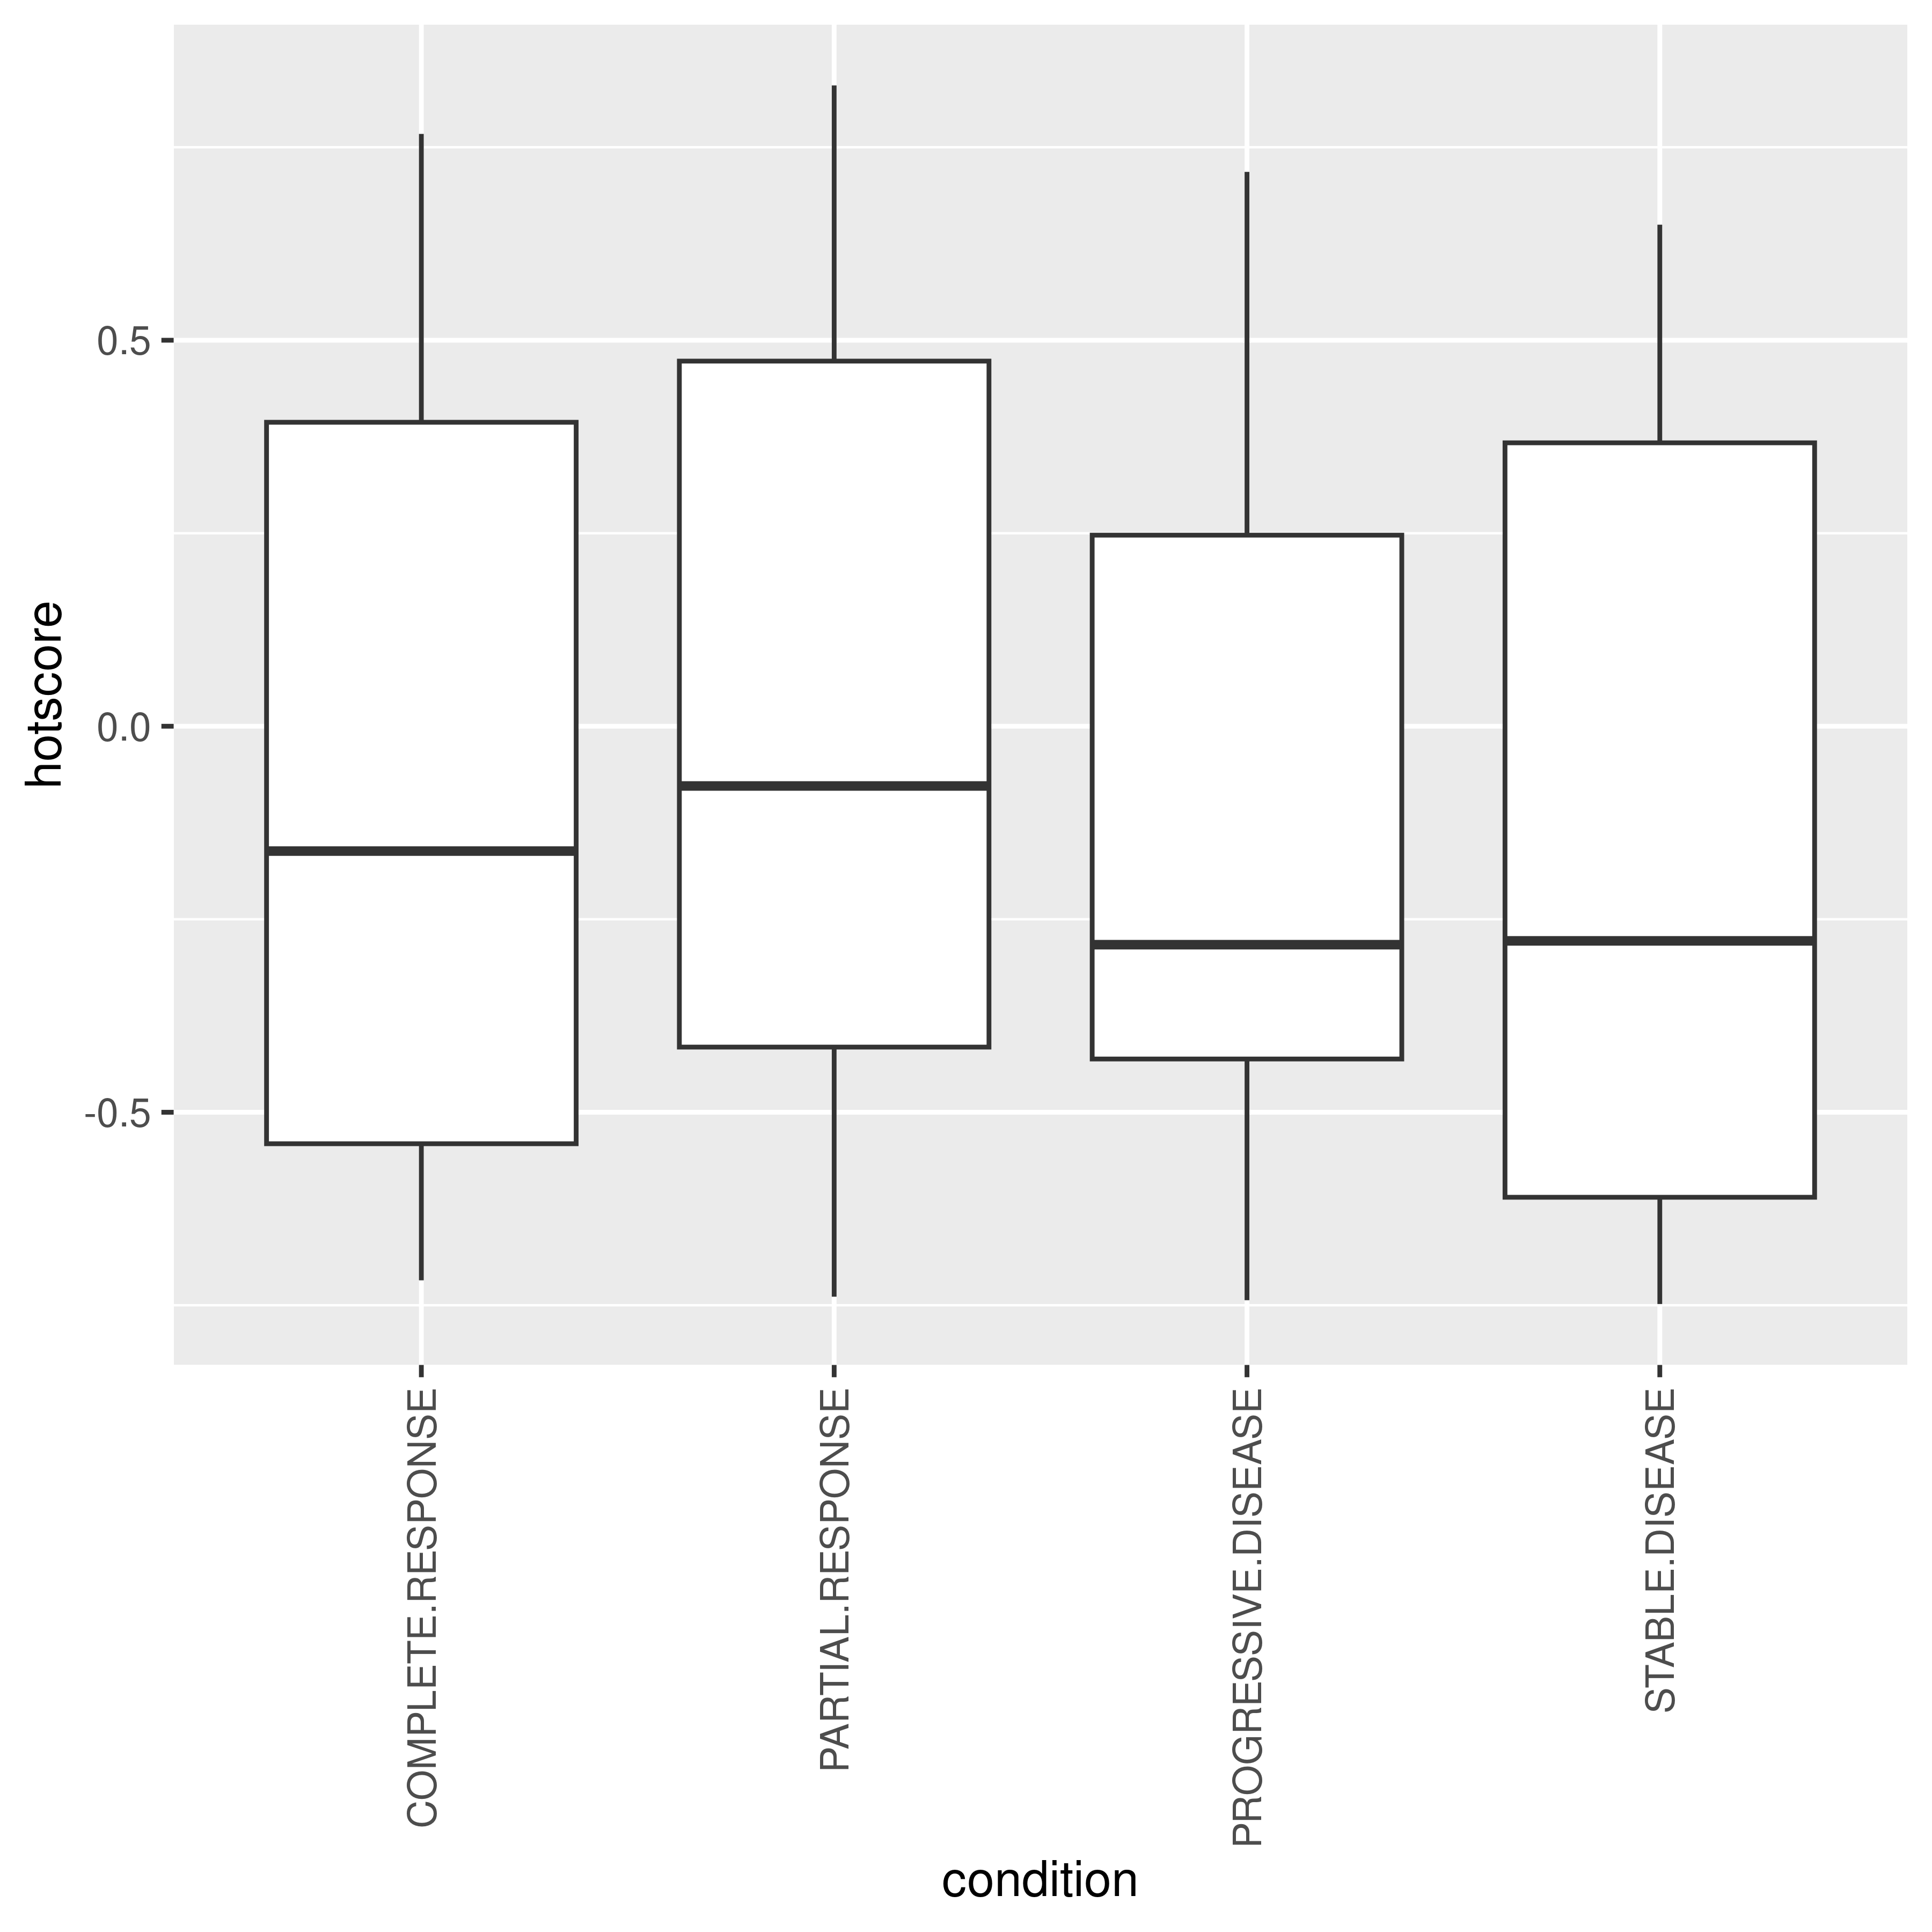 hotscore
0.5
0.0
-0.5
COMPLETE.RESPONSE
PARTIAL.RESPONSE
PROGRESSIVE.DISEASE
STABLE.DISEASE
condition